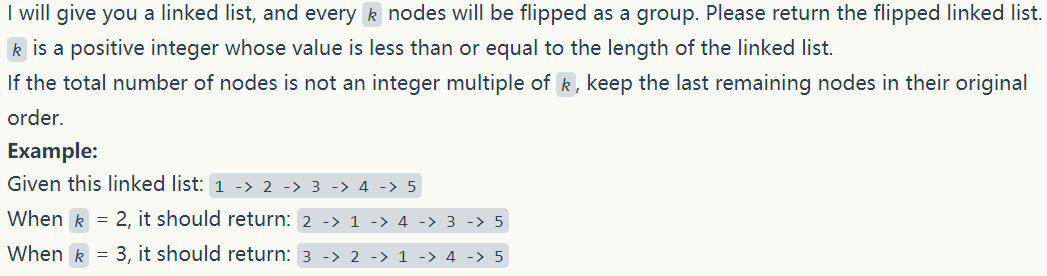 I will give you a linked list, and every k nodes will be flipped as a group. Please return the flipped linked list.
k is a positive integer whose value is less than or equal to the length of the linked list.
If the total number of nodes is not an integer multiple of k, keep the last remaining nodes in their original
order.
Example:
Given this linked list: 1 -> 2 -> 3 -> 4 -> 5
When k = 2, it should return: 2 -> 1 -> 4 -> 3 -> 5
When k = 3, it should return: 3 -> 2 -> 1 -> 4 -> 5